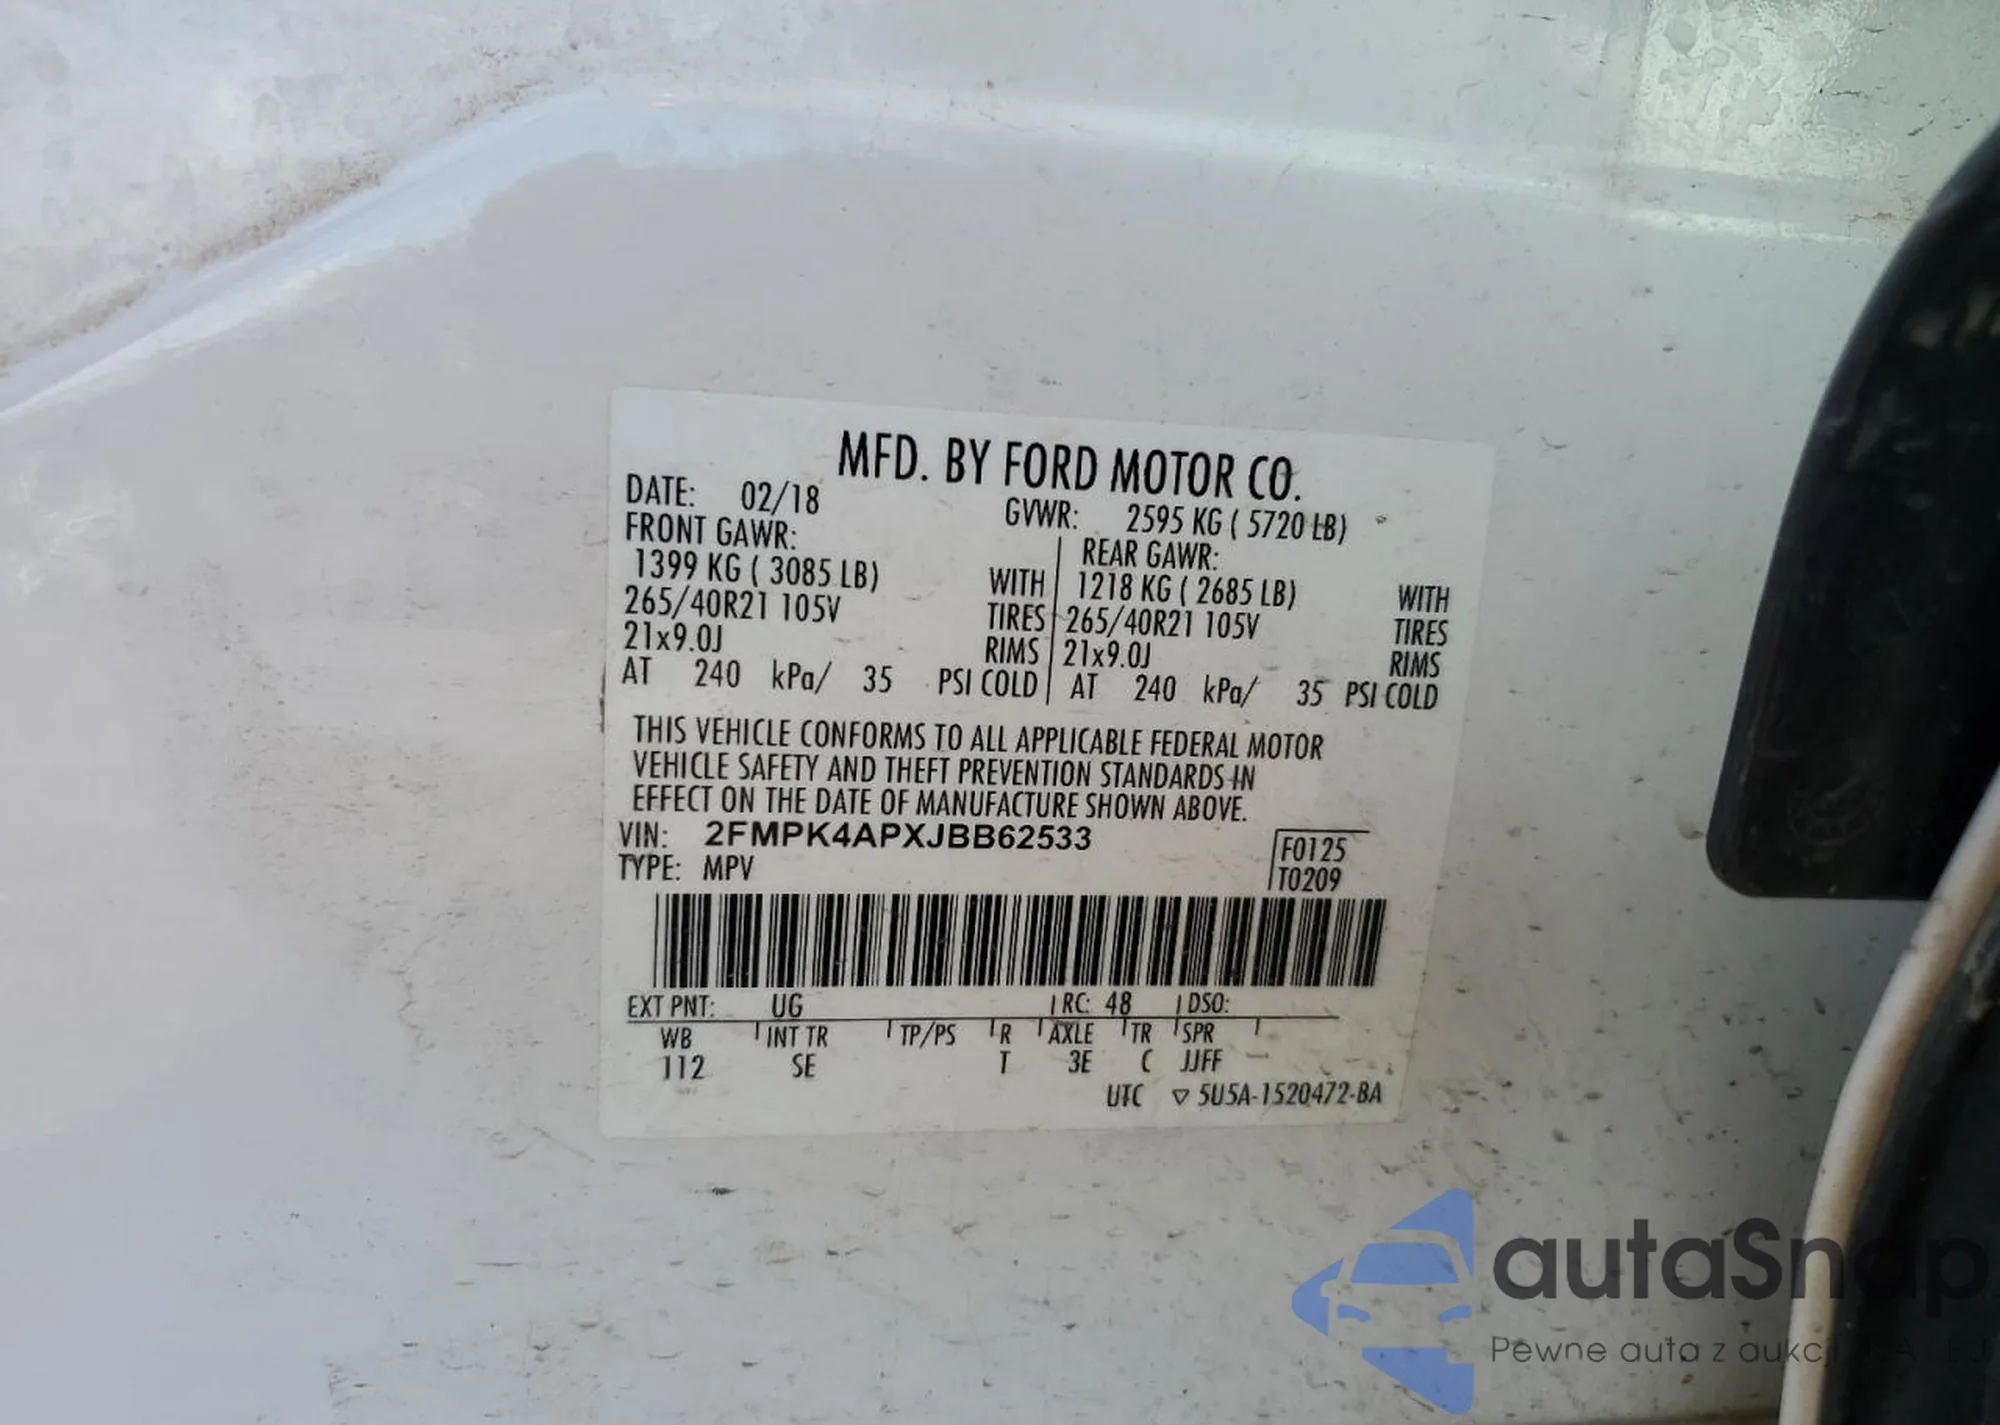 MFD. BY FORD MOTOR CO.
DATE: 02/18 GVWR: 2595 KG ( 5720 LB)
FRONT GAWR: REAR GAWR:
1399 KG ( 3085 LB) WITH 1218 KG ( 2685 LB) WITH
265/40R21 105V TIRES 265/40R21 105V TIRES
21x9.0J RIMS 21x9.0J RIMS
AT 240 kPa/ 35 PSI COLD AT 240 kPa/ 35 PSI COLD
THIS VEHICLE CONFORMS TO ALL APPLICABLE FEDERAL MOTOR
VEHICLE SAFETY AND THEFT PREVENTION STANDARDS IN
EFFECT ON THE DATE OF MANUFACTURE SHOWN ABOVE.
VIN: 2FMPK4APXJBB62533
TYPE: MPV
F0125
T0209
EXT PNT: UG RC: 48 DSO:
WB INT TR TP/PS R AXLE TR SPR
112 SE T 3E C JJFF
UTC ▽ 5U5A-1520472-BA
autaSnap
Pewne auta z aukcji